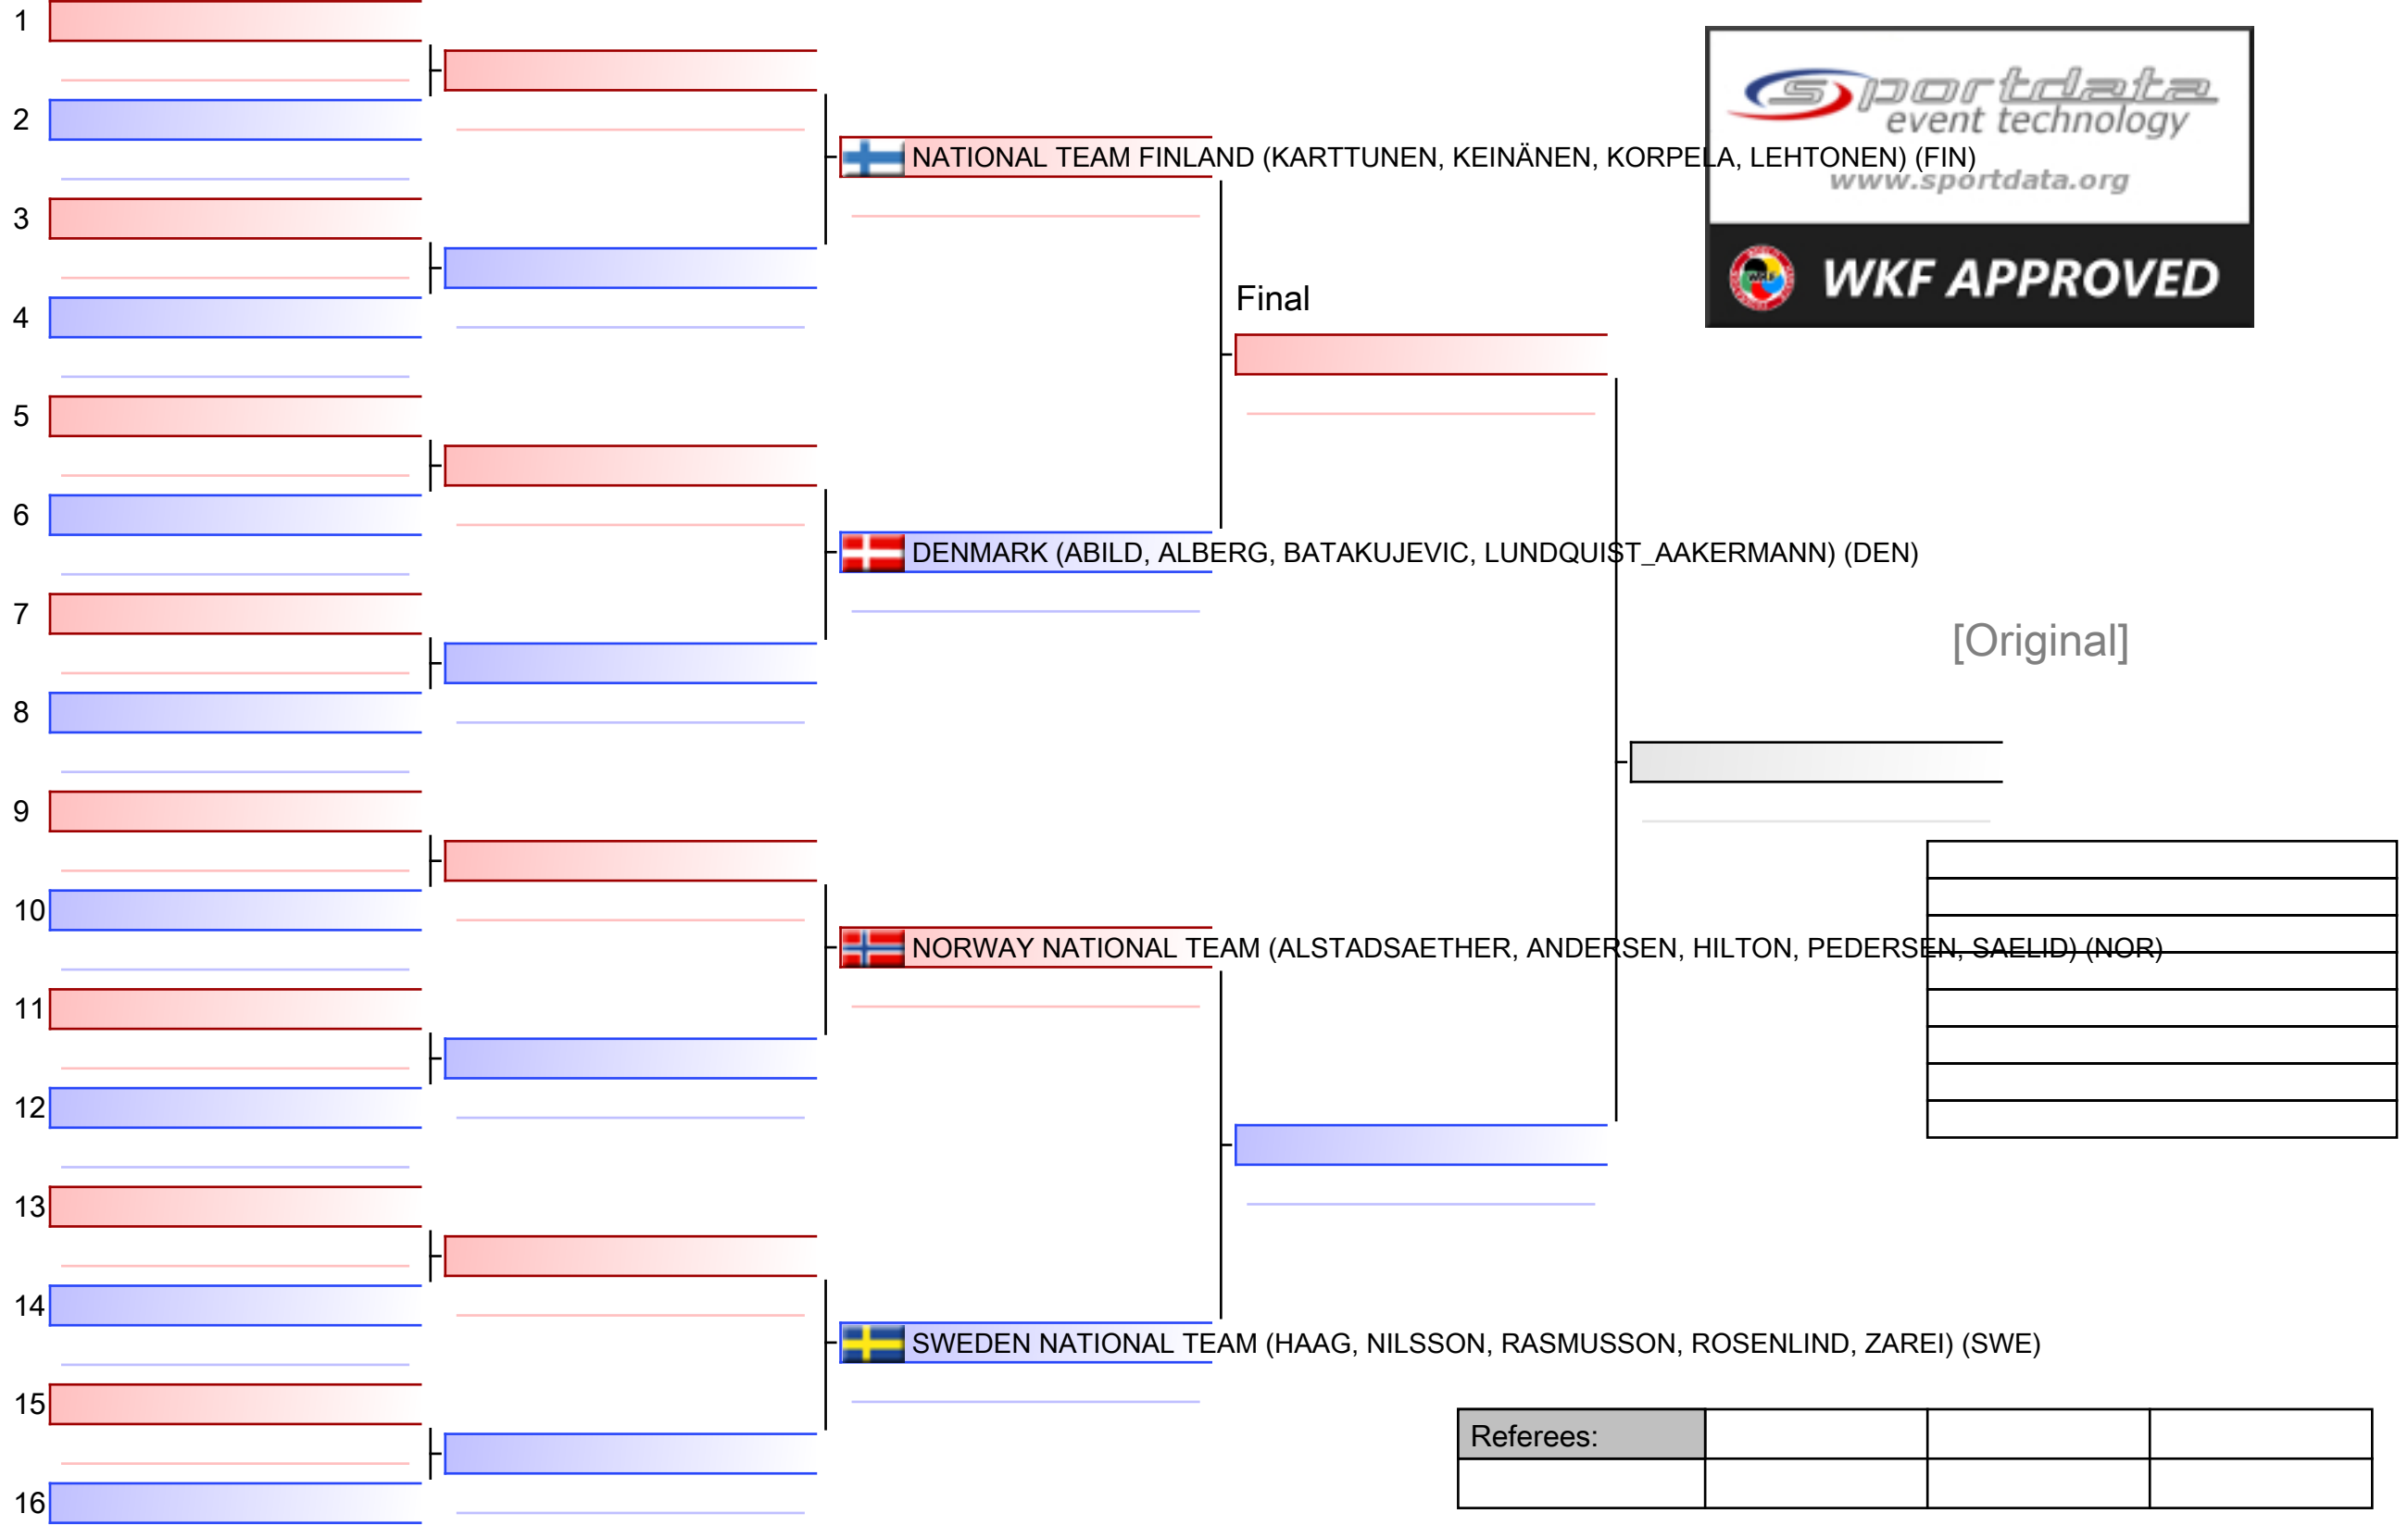 1
2
sportdata
event technology
NATIONAL TEAM FINLAND (KARTTUNEN, KEINÄNEN, KORPELA, LEHTONEN) (FIN)
www.sportdata.org
3
WKF APPROVED
Final
4
5
6
DENMARK (ABILD, ALBERG, BATAKUJEVIC, LUNDQUIST_AAKERMANN) (DEN)
7
[Original]
8
9
10
NORWAY NATIONAL TEAM (ALSTADSAETHER, ANDERSEN, HILTON, PEDERSEN, SAELID) (NOR)
11
12
13
14
SWEDEN NATIONAL TEAM (HAAG, NILSSON, RASMUSSON, ROSENLIND, ZAREI) (SWE)
15
Referees:
16